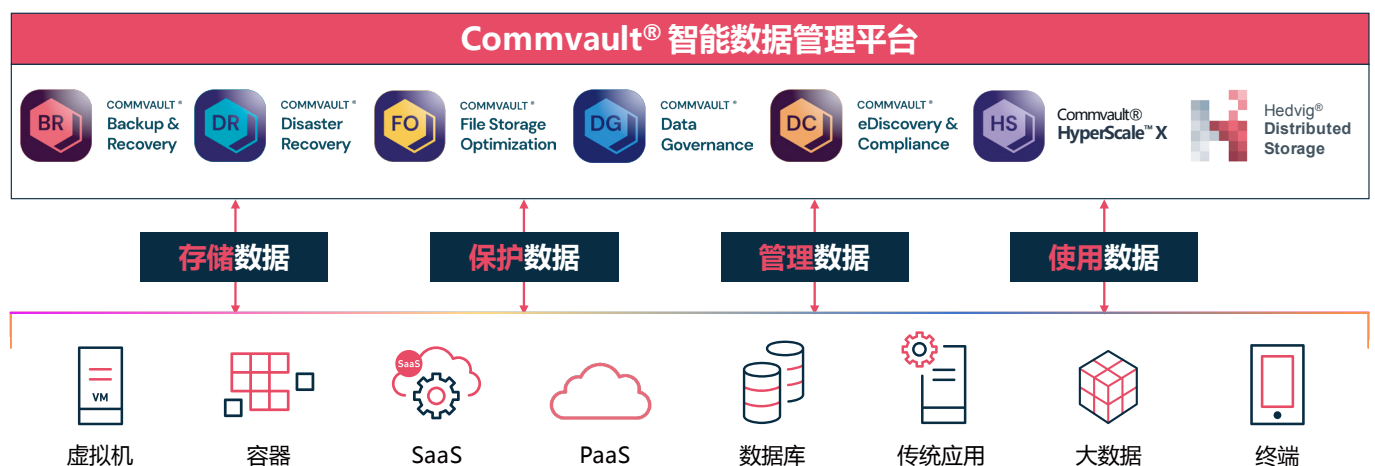 Commvault® 智能数据管理平台
BR
COMMVAULT®
Backup &
Recovery
DR
COMMVAULT®
Disaster
Recovery
FO
COMMVAULT®
File Storage
Optimization
DG
COMMVAULT®
Data
Governance
DC
COMMVAULT®
eDiscovery &
Compliance
HS
Commvault®
HyperScale™ X
Hedvig®
Distributed
Storage
存储数据
保护数据
管理数据
使用数据
VM
SaaS
虚拟机
容器
SaaS
PaaS
数据库
传统应用
大数据
终端